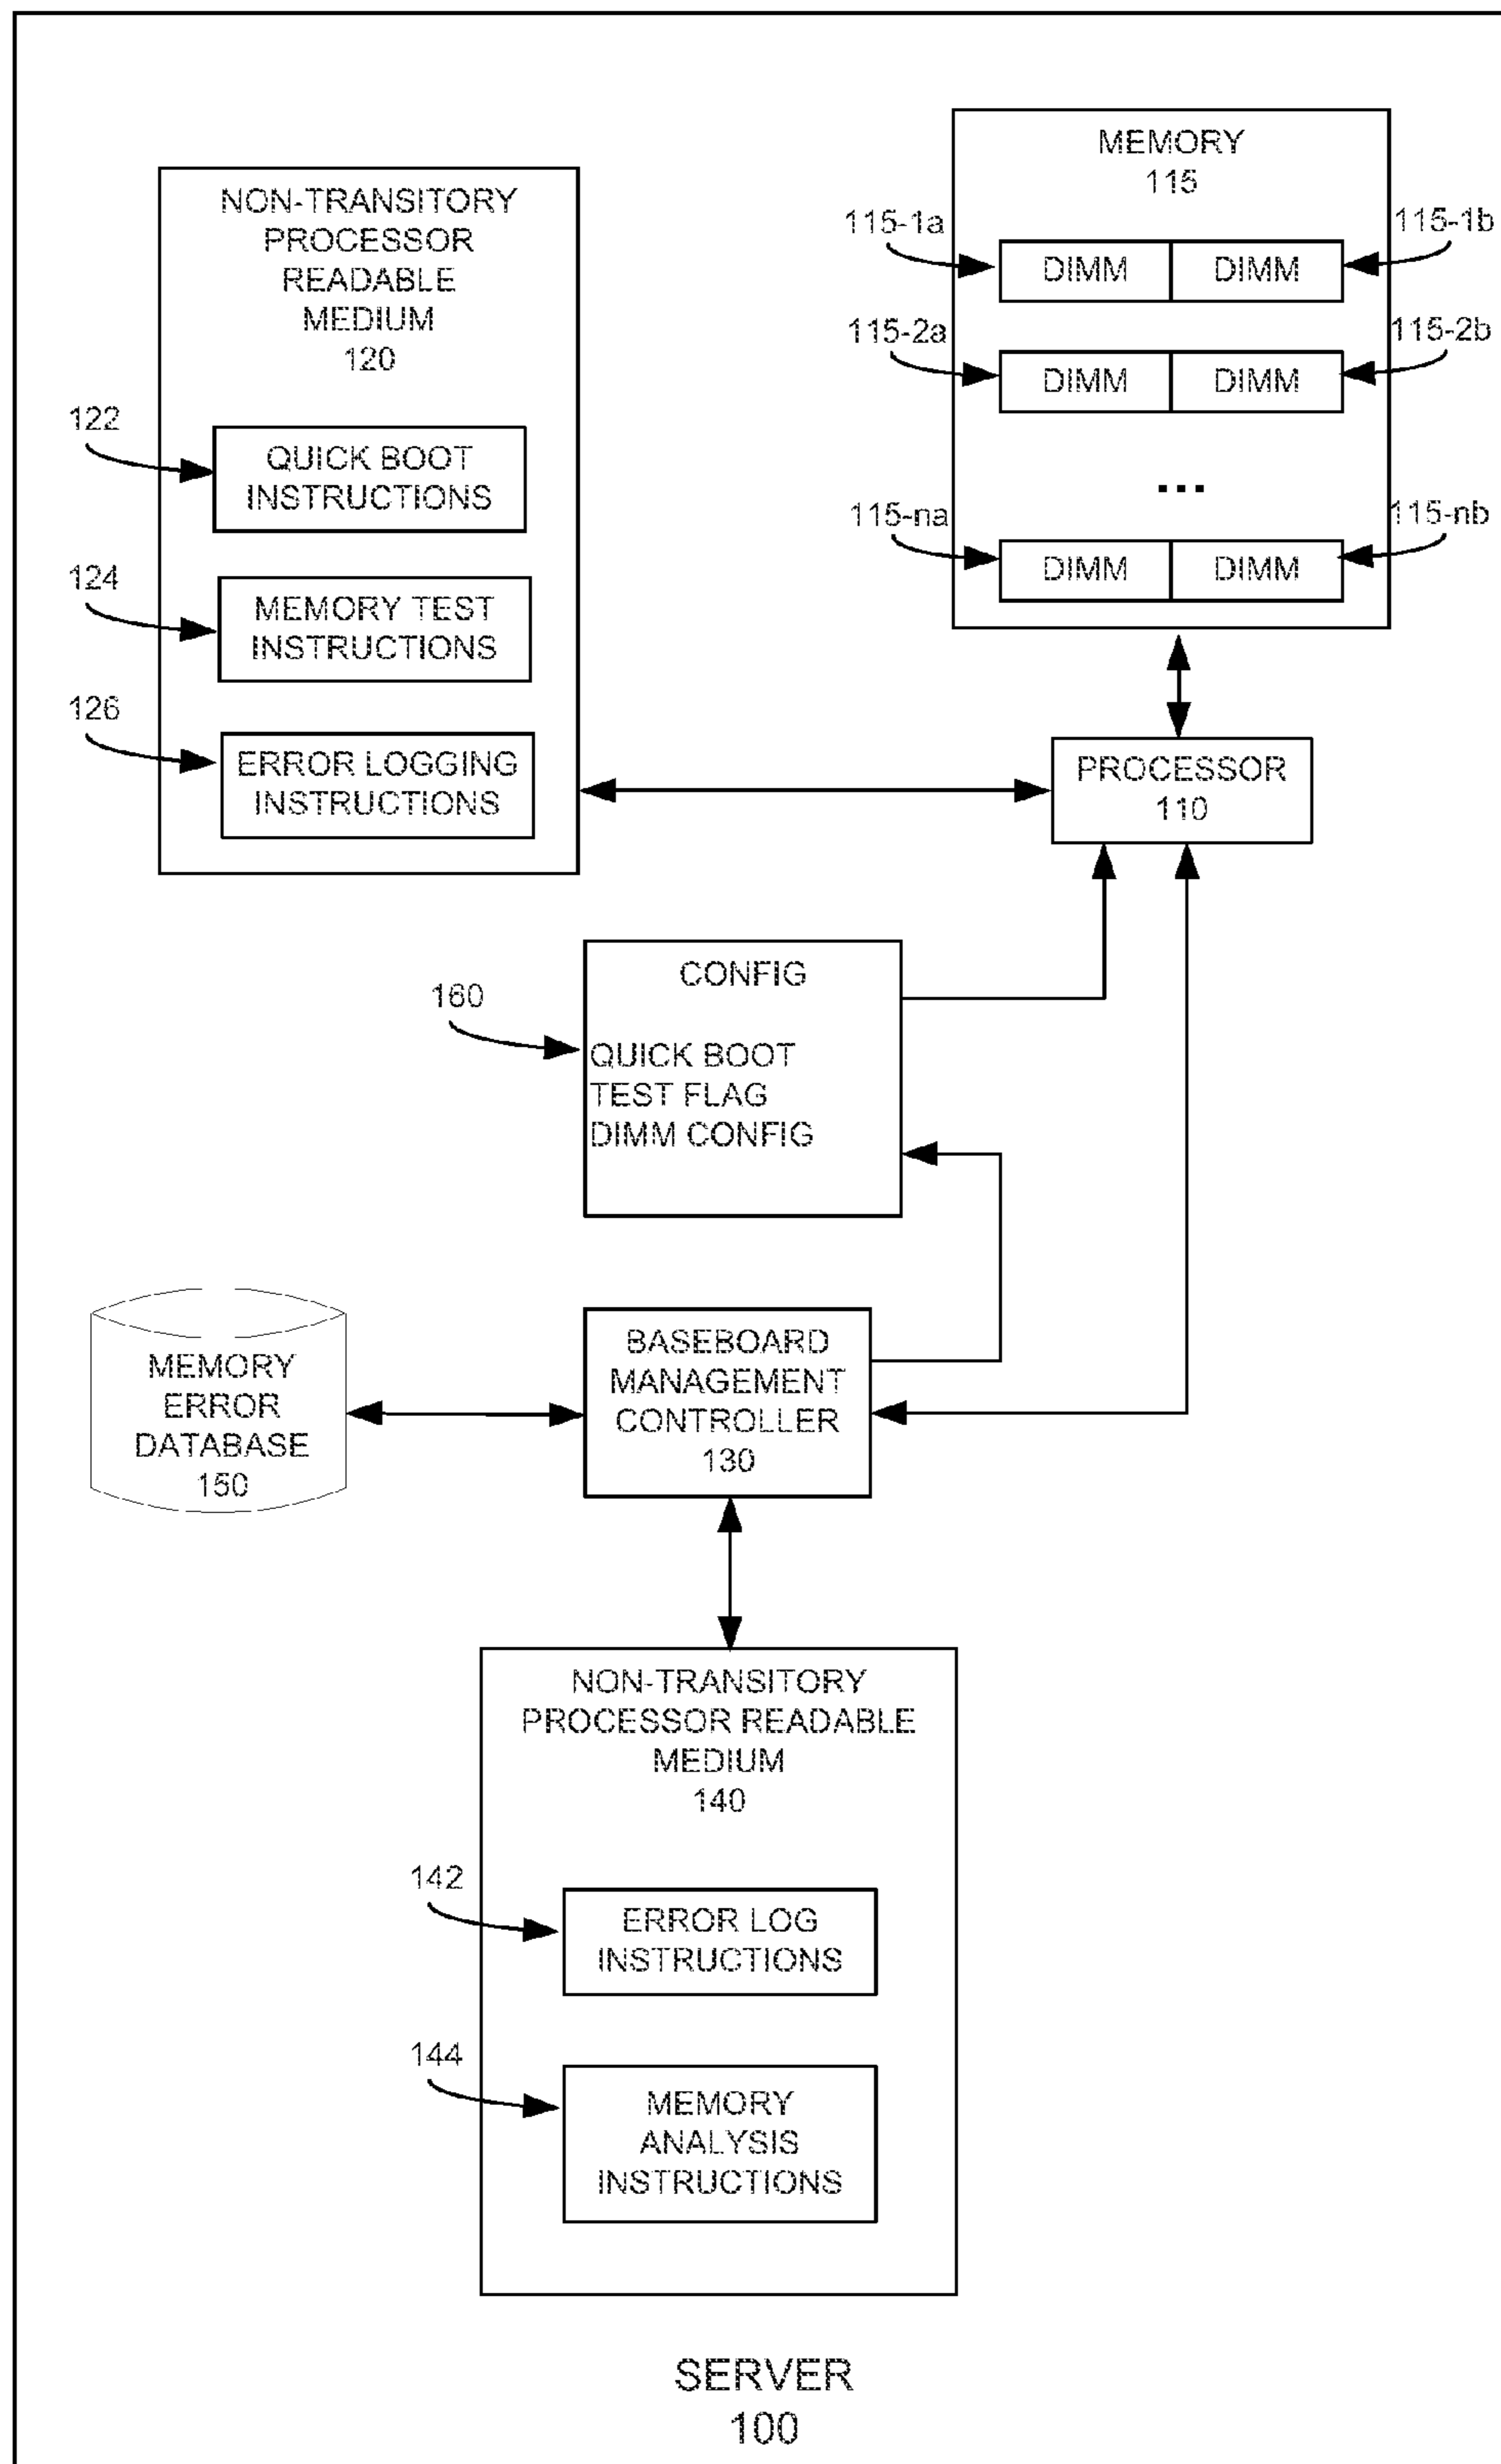 MEMORY
115
115-1a
115-1b
DIMM
DIMM
115-2a
115-2b
DIMM
DIMM
...
115-na
115-nb
DIMM
DIMM
NON-TRANSITORY
PROCESSOR
READABLE
MEDIUM
120
122
QUICK BOOT
INSTRUCTIONS
124
MEMORY TEST
INSTRUCTIONS
126
ERROR LOGGING
INSTRUCTIONS
PROCESSOR
110
CONFIG
160
QUICK BOOT
TEST FLAG
DIMM CONFIG
MEMORY
ERROR
DATABASE
150
BASEBOARD
MANAGEMENT
CONTROLLER
130
NON-TRANSITORY
PROCESSOR READABLE
MEDIUM
140
142
ERROR LOG
INSTRUCTIONS
144
MEMORY
ANALYSIS
INSTRUCTIONS
SERVER
100